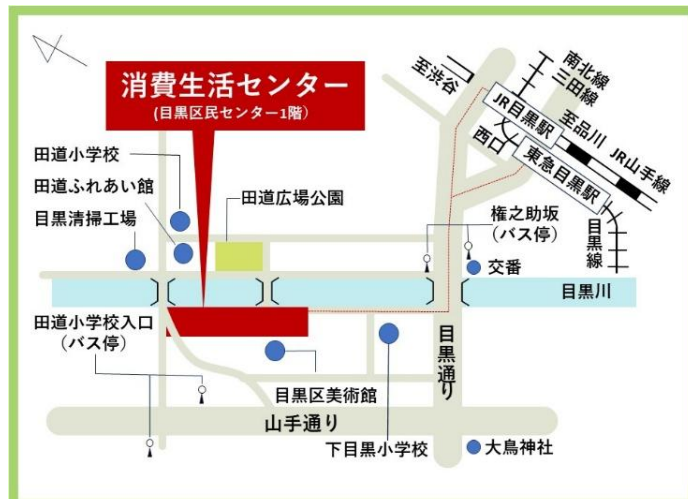 消費生活センター
(目黒区民センター1階)
田道小学校
田道ふれあい館
目黒清掃工場
田道広場公園
至渋谷
南北線
三田線
JR目黒駅
西口
至品川 JR山手線
東急目黒駅
目黒線
権之助坂
(バス停)
交番
目黒川
田道小学校入口
(バス停)
目黒区美術館
目黒通り
山手通り
下目黒小学校
大鳥神社